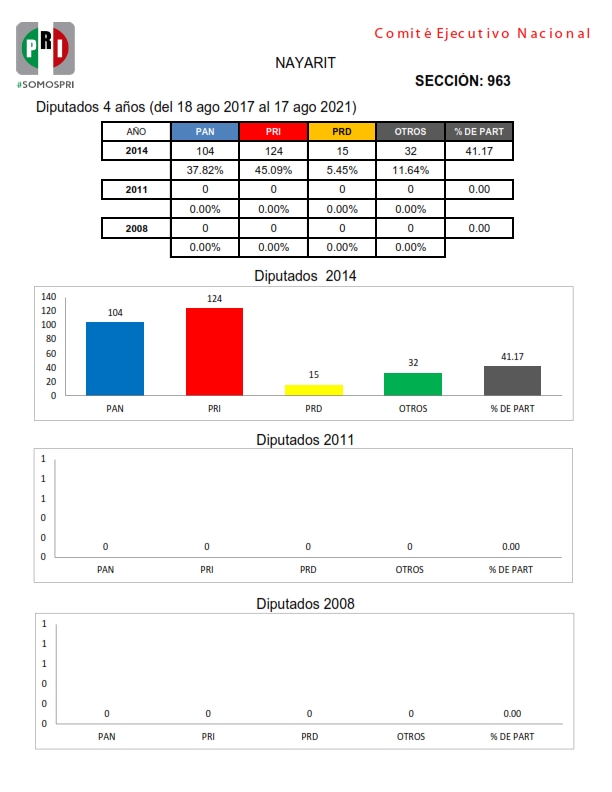 Comité Ejecutivo Nacional
PRI
#SOMOSPRI
NAYARIT
SECCIÓN: 963
Diputados 4 años (del 18 ago 2017 al 17 ago 2021)
AÑO PAN PRI PRD OTROS % DE PART
2014 104 124 15 32 41.17
37.82% 45.09% 5.45% 11.64%
2011 0 0 0 0 0.00
0.00% 0.00% 0.00% 0.00%
2008 0 0 0 0 0.00
0.00% 0.00% 0.00% 0.00%
Diputados 2014
140
120
100
80
60
40
20
0
104 124 15 32 41.17
PAN PRI PRD OTROS % DE PART
Diputados 2011
1
1
1
0
0
0
0 0 0 0 0.00
PAN PRI PRD OTROS % DE PART
Diputados 2008
1
1
1
0
0
0
0 0 0 0 0.00
PAN PRI PRD OTROS % DE PART